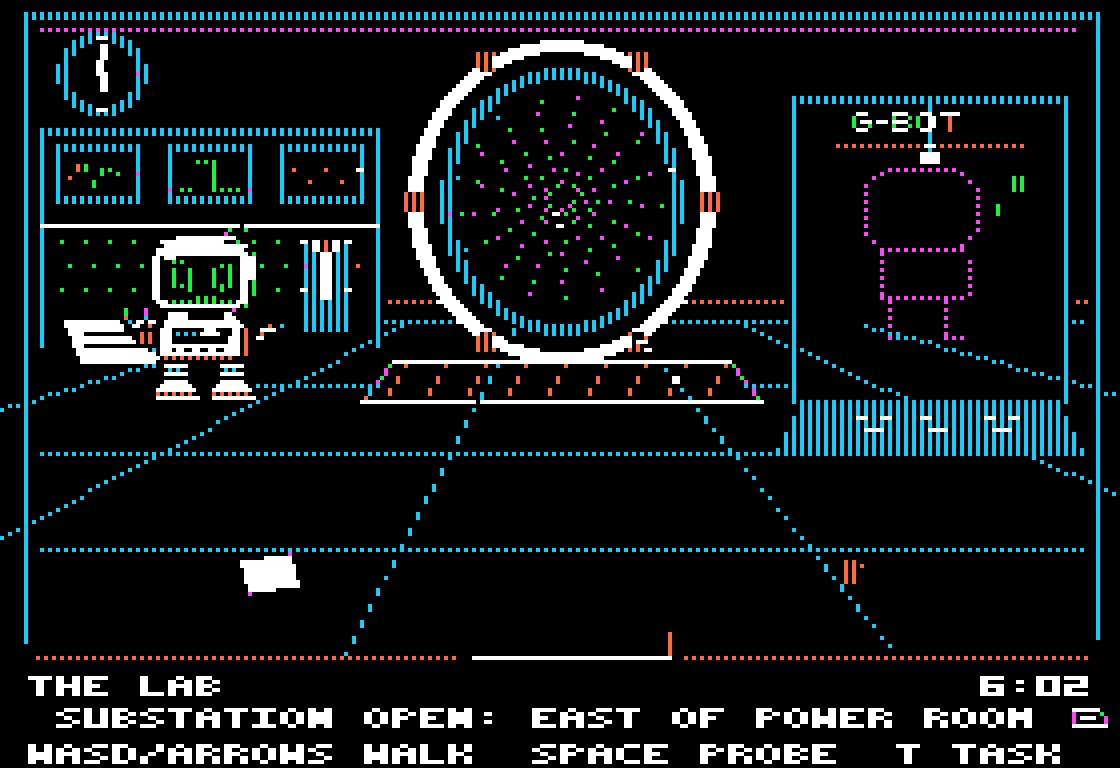 G-BOT
THE LAB 6:02
SUBSTATION OPEN: EAST OF POWER ROOM
WASD/ARROWS WALK SPACE PROBE T TASK